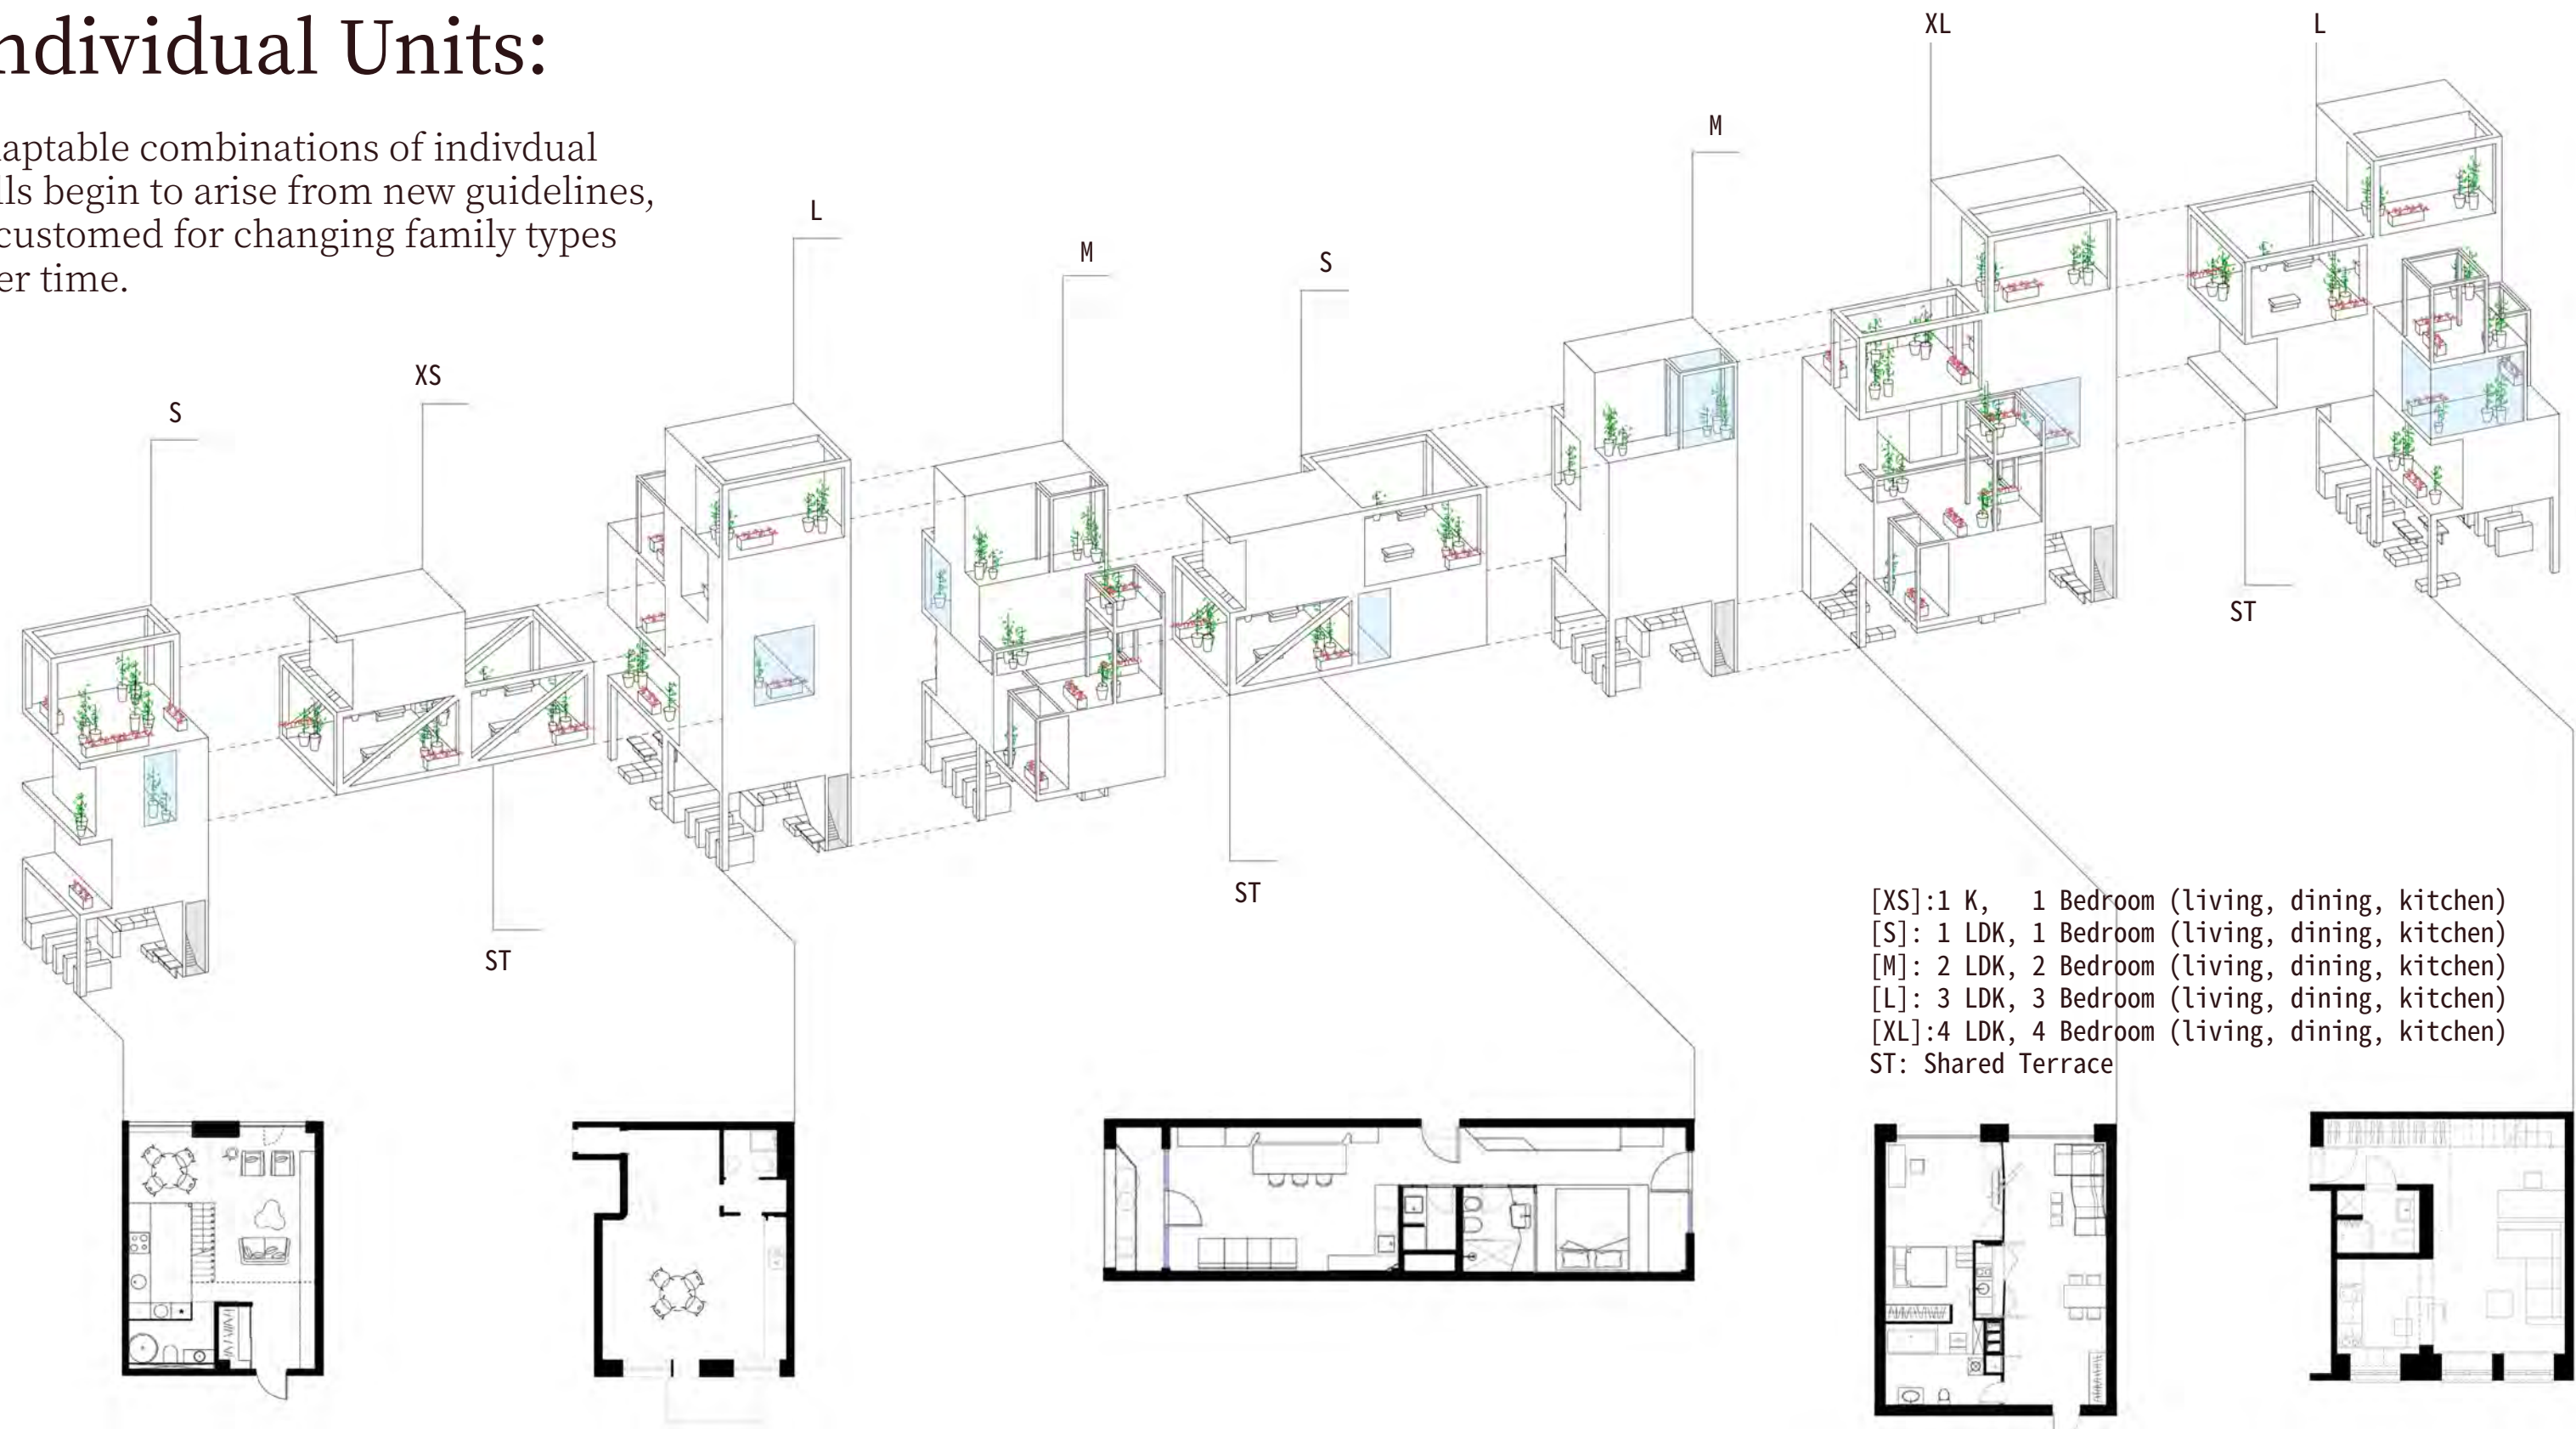 ndividual Units:
aptable combinations of indivdual
lls begin to arise from new guidelines,
customed for changing family types
er time.
XL
L
M
L
M
S
XS
S
ST
ST
ST
[XS]:1 K, 1 Bedroom (living, dining, kitchen)
[S]: 1 LDK, 1 Bedroom (living, dining, kitchen)
[M]: 2 LDK, 2 Bedroom (living, dining, kitchen)
[L]: 3 LDK, 3 Bedroom (living, dining, kitchen)
[XL]:4 LDK, 4 Bedroom (living, dining, kitchen)
ST: Shared Terrace